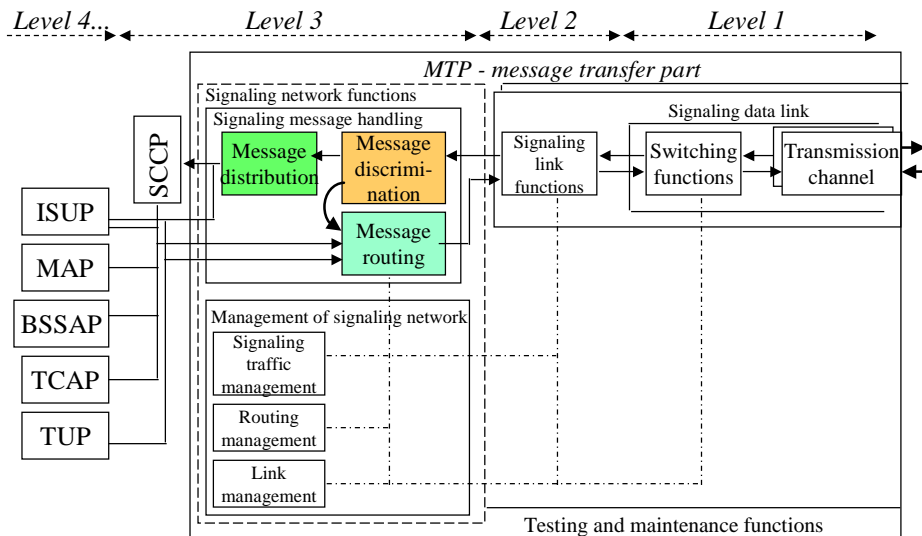 Level 4...
Level 3
Level 2
Level 1
MTP - message transfer part
Signaling network functions
Signaling message handling
Signaling data link
SCCP
Message
distribution
Message
discrimi-
nation
Signaling
link
functions
Switching
functions
Transmission
channel
ISUP
Message
routing
MAP
BSSAP
Management of signaling network
Signaling
traffic
management
TCAP
Routing
management
TUP
Link
management
Testing and maintenance functions